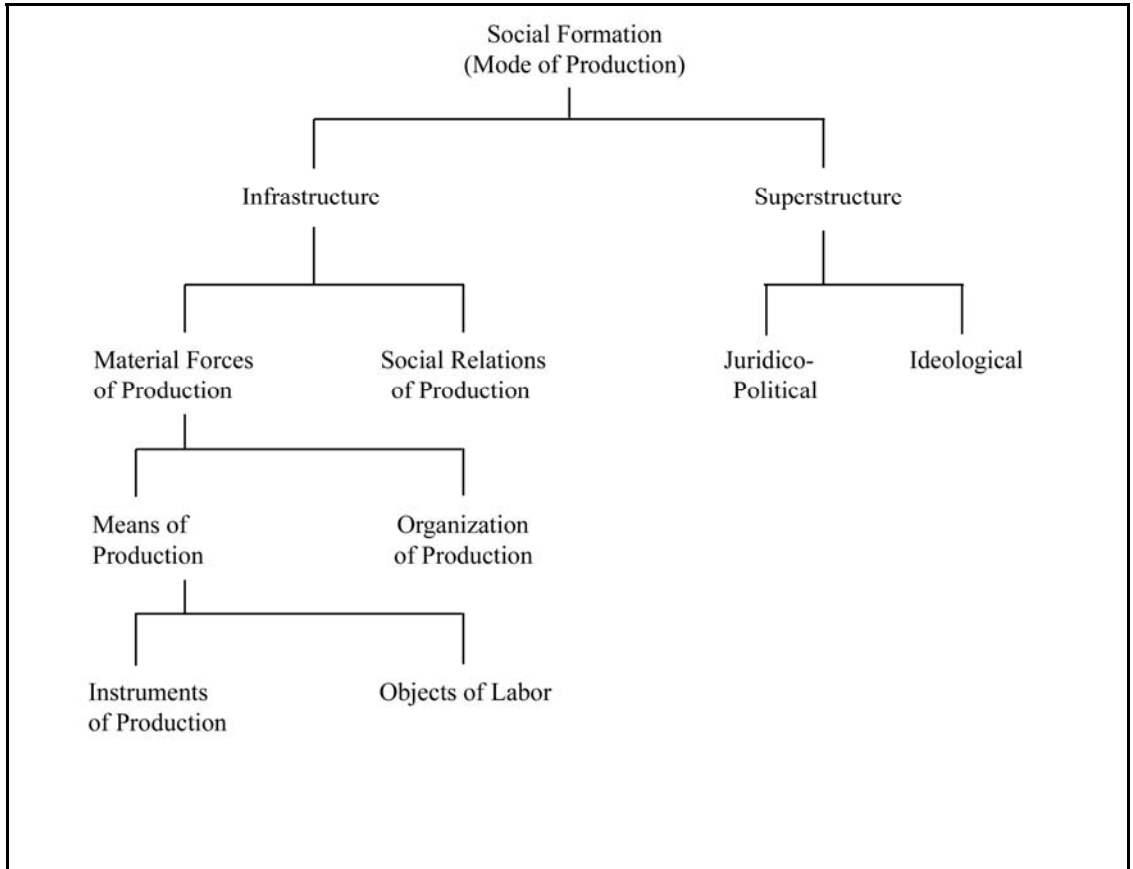 Social Formation
(Mode of Production)
Infrastructure
Superstructure
Material Forces
of Production
Social Relations
of Production
Juridico-
Political
Ideological
Means of
Production
Organization
of Production
Instruments
of Production
Objects of Labor